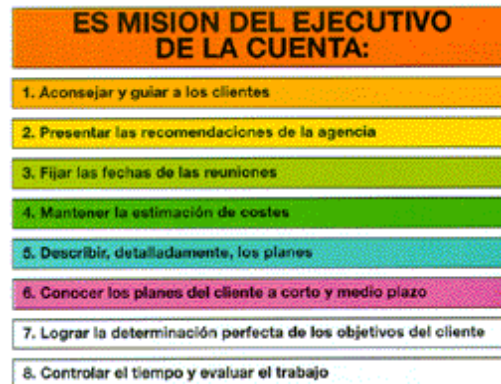 ES MISION DEL EJECUTIVO
DE LA CUENTA:
1. Aconsejar y guiar a los clientes
2. Presentar las recomendaciones de la agencia
3. Fijar las fechas de las reuniones
4. Mantener la estimación de costes
5. Describir, detalladamente, los planes
6. Conocer los planes del cliente a corto y medio plazo
7. Lograr la determinación perfecta de los objetivos del cliente
8. Controlar el tiempo y evaluar el trabajo